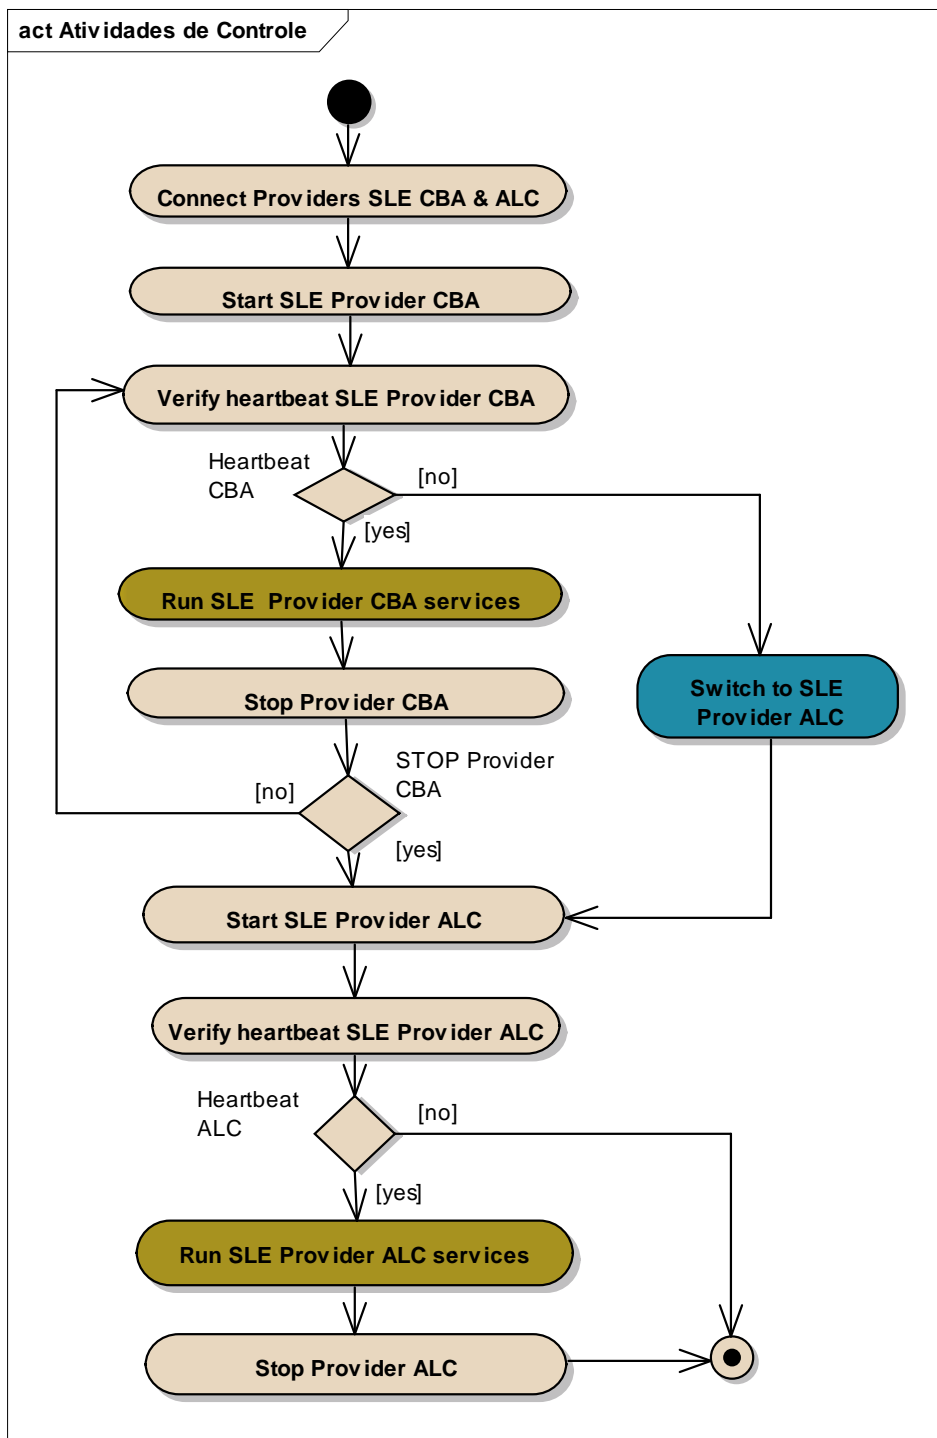 act Atividades de Controle
Connect Providers SLE CBA & ALC
Start SLE Provider CBA
Verify heartbeat SLE Provider CBA
Heartbeat
CBA
[no]
[yes]
Run SLE Provider CBA services
Stop Provider CBA
Switch to SLE
Provider ALC
STOP Provider
CBA
[no]
[yes]
Start SLE Provider ALC
Verify heartbeat SLE Provider ALC
Heartbeat
ALC
[no]
[yes]
Run SLE Provider ALC services
Stop Provider ALC